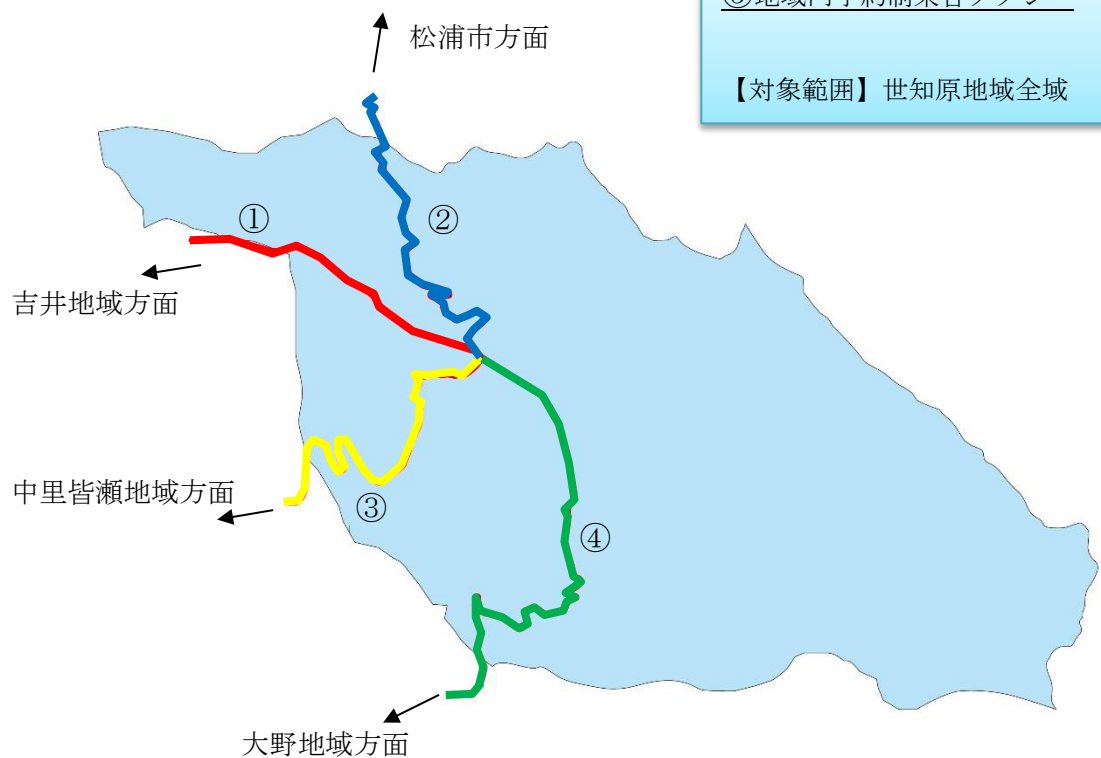 松浦市方面
【対象範囲】世知原地域全域
①
②
吉井地域方面
中里皆瀬地域方面
③
④
大野地域方面